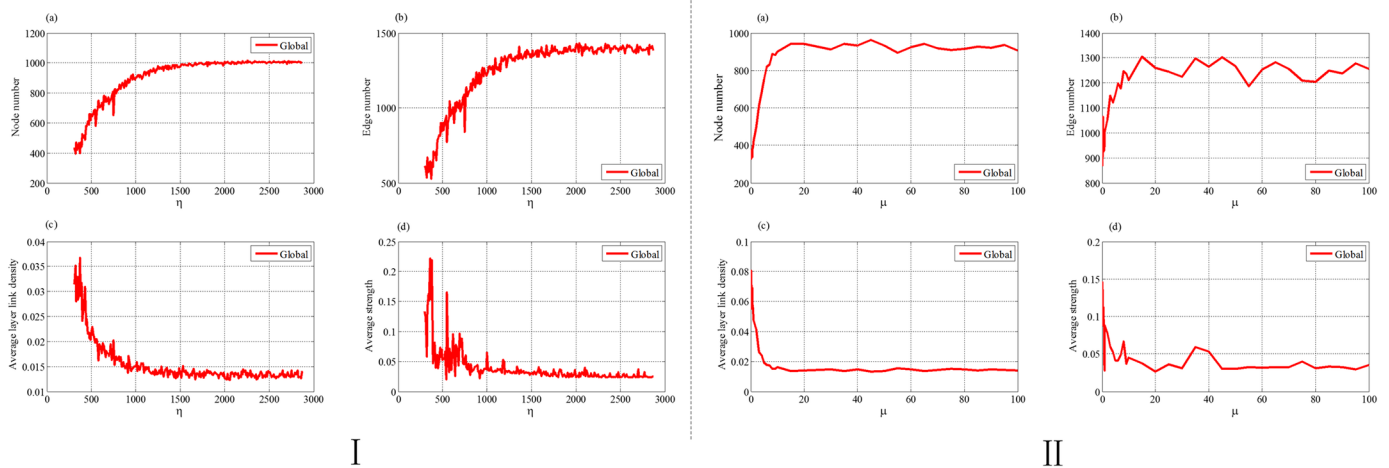 (a)
1200
1000
800
600
400
200
0
500
1000
1500
2000
2500
3000
Node number
η
Global
(b)
1500
1000
500
0
500
1000
1500
2000
2500
3000
Edge number
η
Global
(c)
0.04
0.035
0.03
0.025
0.02
0.015
0.01
0
500
1000
1500
2000
2500
3000
Average layer link density
η
Global
(d)
0.25
0.2
0.15
0.1
0.05
0
0
500
1000
1500
2000
2500
3000
Average strength
η
Global
I
(a)
1000
800
600
400
200
0
20
40
60
80
100
Node number
μ
Global
(b)
1400
1300
1200
1100
1000
900
800
0
20
40
60
80
100
Edge number
μ
Global
(c)
0.1
0.08
0.06
0.04
0.02
0
0
20
40
60
80
100
Average layer link density
μ
Global
(d)
0.2
0.15
0.1
0.05
0
0
20
40
60
80
100
Average strength
μ
Global
II